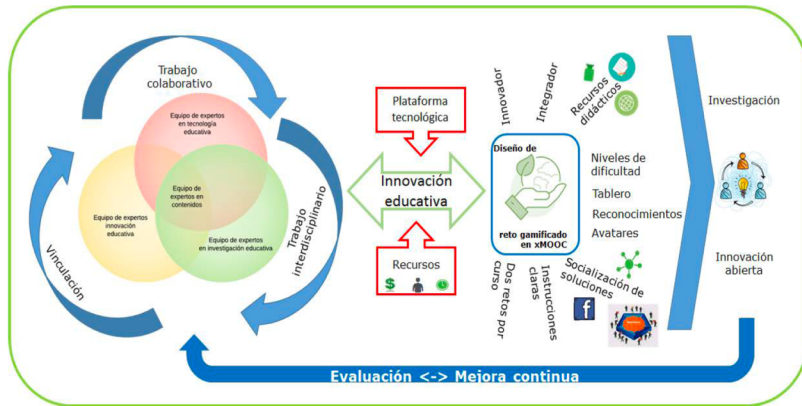 Trabajo
colaborativo
Equipo de expertos
en tecnología
educativa
Equipo de expertos
innovación
educativa
Equipo de
expertos en
contenidos
Equipo de expertos
en investigación educativa
Vinculación
Trabajo
interdisciplinario
Plataforma
tecnológica
Innovación
educativa
Recursos
Innovador
Integrador
Recursos
didácticos
Diseño de
reto gamificado
en xMOOC
Niveles de
dificultad
Tablero
Reconocimientos
Avatares
Dos retos por
curso
Instrucciones
claras
Socialización de
soluciones
Investigación
Innovación
abierta
Evaluación <-> Mejora continua